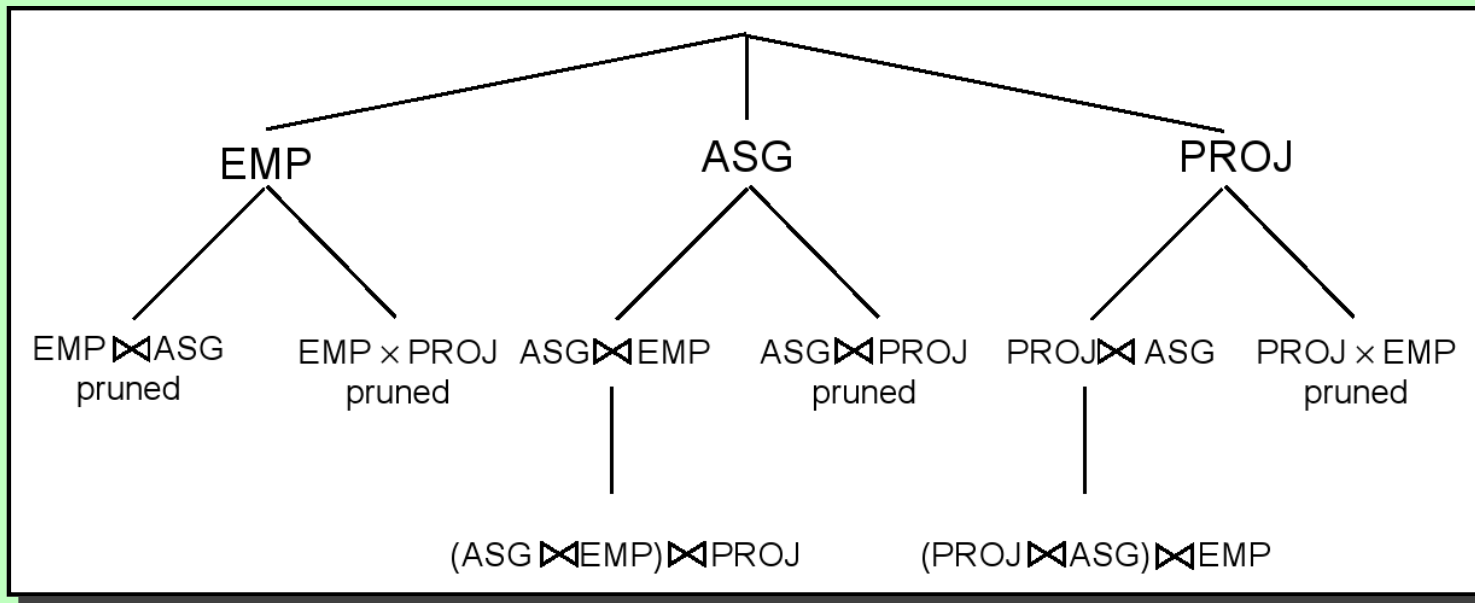 EMP ASG PROJ
EMP⋈ASG EMP × PROJ ASG⋈EMP ASG⋈PROJ PROJ⋈ ASG PROJ × EMP
pruned pruned pruned pruned
(ASG ⋈EMP)⋈PROJ (PROJ⋈ASG)⋈EMP